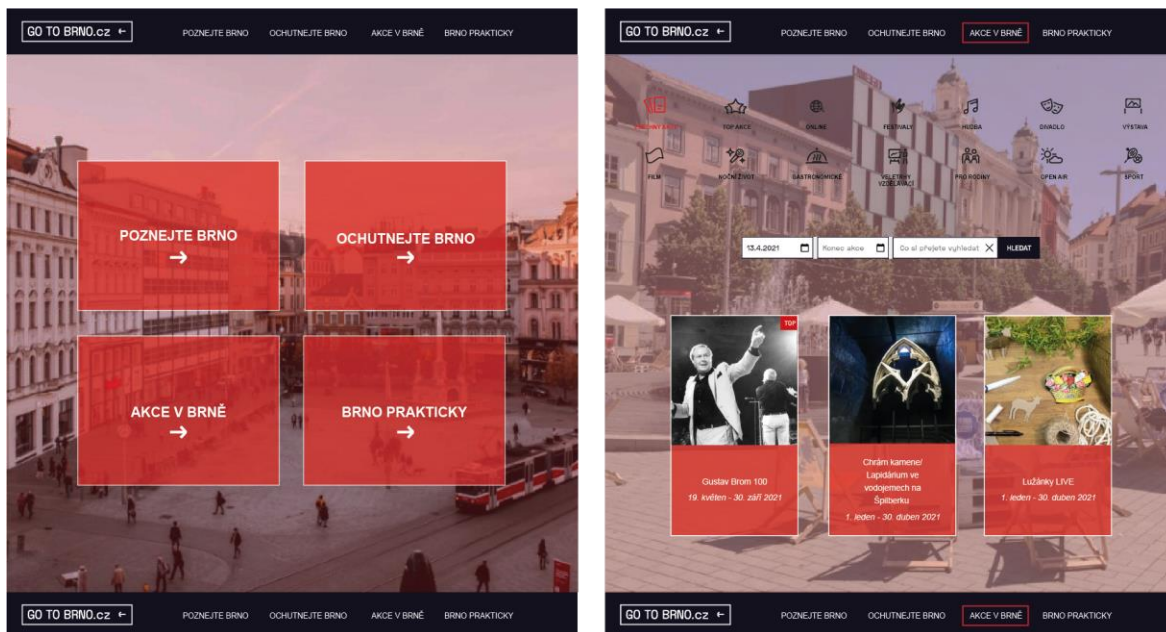 GO TO BRNO.cz ←
POZNEJTE BRNO
OCHUTNEJTE BRNO
AKCE V BRNĚ
BRNO PRAKTICKY
POZNEJTE BRNO
→
OCHUTNEJTE BRNO
→
AKCE V BRNĚ
→
BRNO PRAKTICKY
→
GO TO BRNO.cz ←
POZNEJTE BRNO
OCHUTNEJTE BRNO
AKCE V BRNĚ
BRNO PRAKTICKY
GO TO BRNO.cz ←
POZNEJTE BRNO
OCHUTNEJTE BRNO
AKCE V BRNĚ
BRNO PRAKTICKY
VŠECHNY AKCE
TOP AKCE
ONLINE
FESTIVALY
HUDBA
DIVADLO
VÝSTAVA
FILM
NOČNÍ ŽIVOT
GASTRONOMICKÉ
VELETRHY
VZDĚLÁVACÍ
PRO RODINY
OPEN AIR
SPORT
13.4.2021
Konec akce
Co si přejete vyhledat
HLEDAT
TOP
Gustav Brom 100
19. květen - 30. září 2021
Chrám kamene/
Lapidárium ve
vodojemech na
Špilberku
1. leden - 30. duben 2021
Lužánky LIVE
1. leden - 30. duben 2021
GO TO BRNO.cz ←
POZNEJTE BRNO
OCHUTNEJTE BRNO
AKCE V BRNĚ
BRNO PRAKTICKY